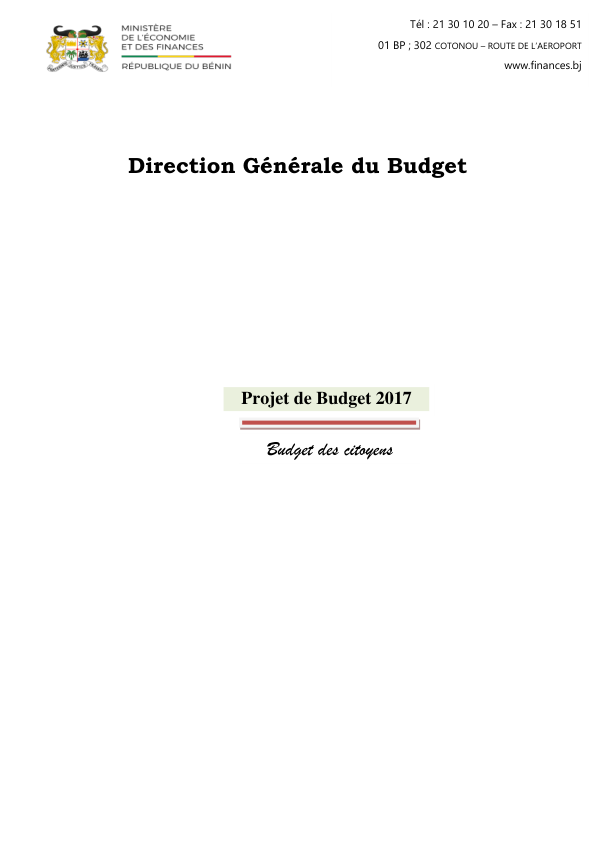 MINISTÈRE
DE L'ÉCONOMIE
ET DES FINANCES
RÉPUBLIQUE DU BÉNIN
Tél : 21 30 10 20 – Fax : 21 30 18 51
01 BP ; 302 COTONOU – ROUTE DE L'AEROPORT
www.finances.bj
Direction Générale du Budget
Projet de Budget 2017
Budget des citoyens